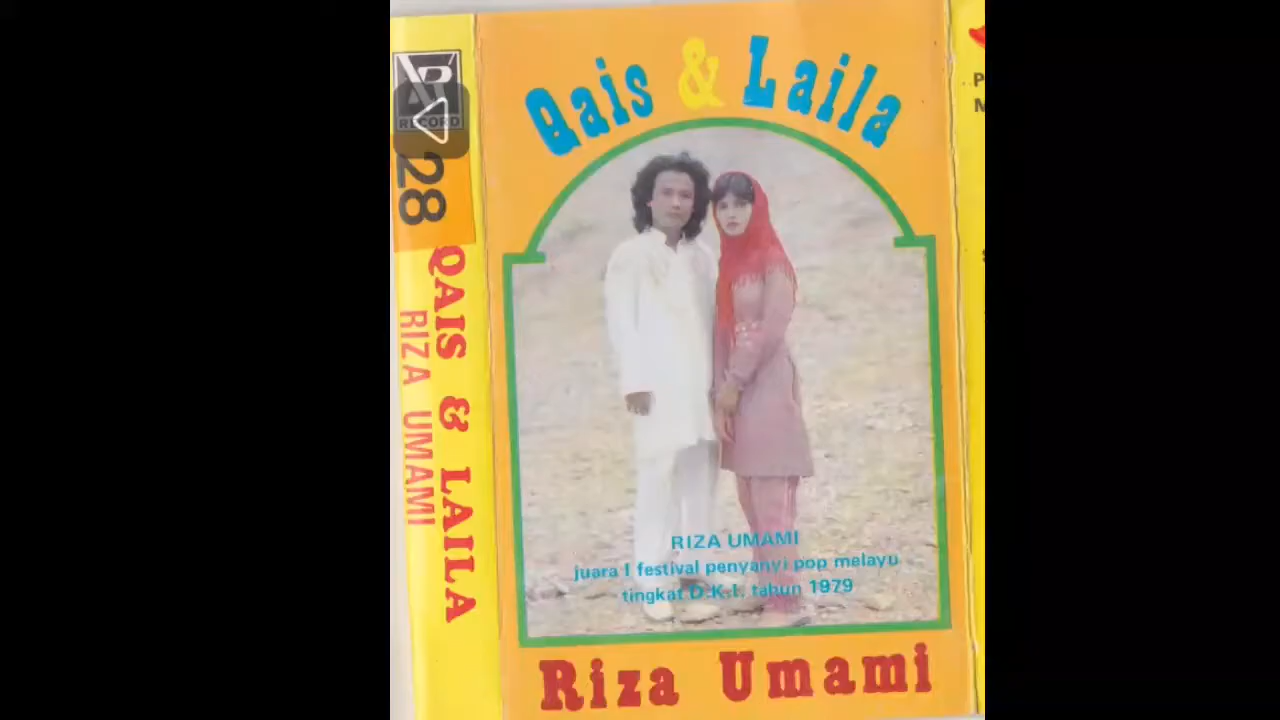 RECORD
28
QAIS & LAILA
RIZA UMAMI
Qais & Laila
RIZA UMAMI
juara I festival penyanyi pop melayu
tingkat D.K.I. tahun 1979
Riza Umami